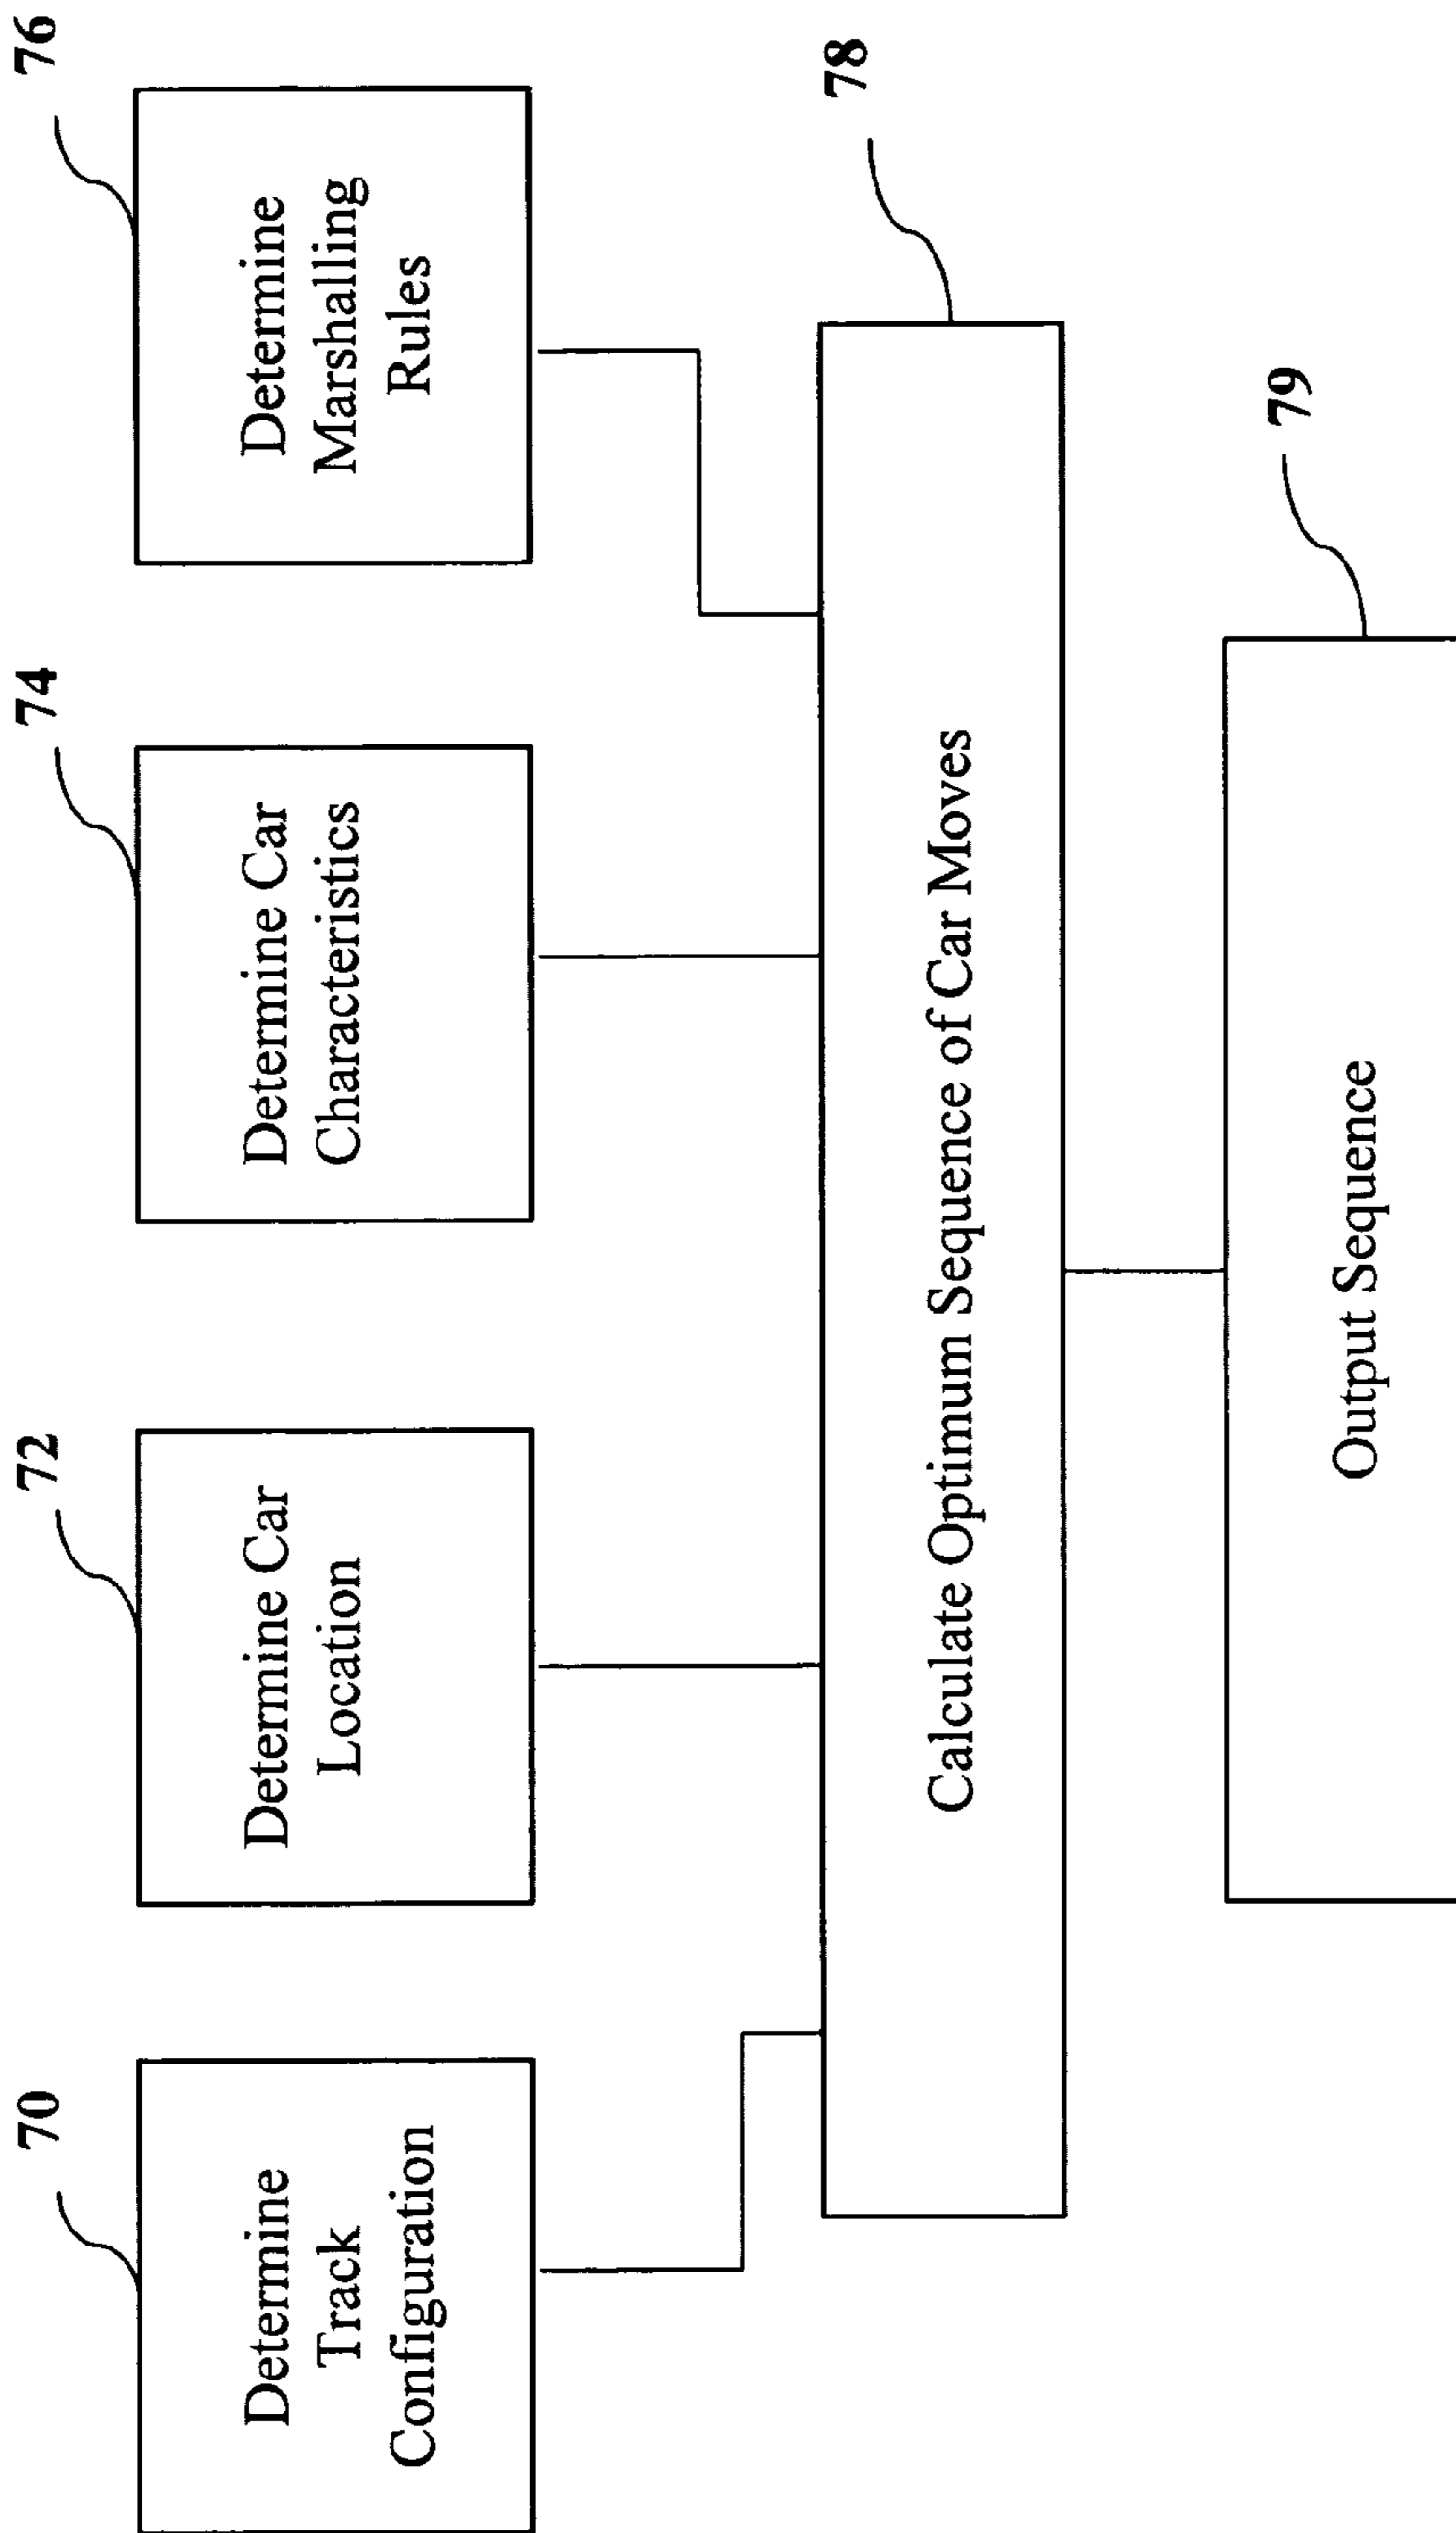 70
Determine
Track
Configuration
72
Determine Car
Location
74
Determine Car
Characteristics
76
Determine
Marshalling
Rules
78
Calculate Optimum Sequence of Car Moves
79
Output Sequence